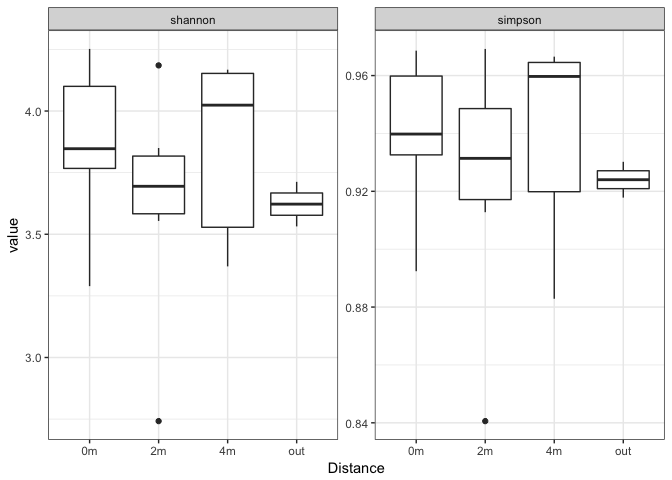 shannon
simpson
value
4.0
3.5
3.0
0.96
0.92
0.88
0.84
0m 2m 4m out
0m 2m 4m out
Distance